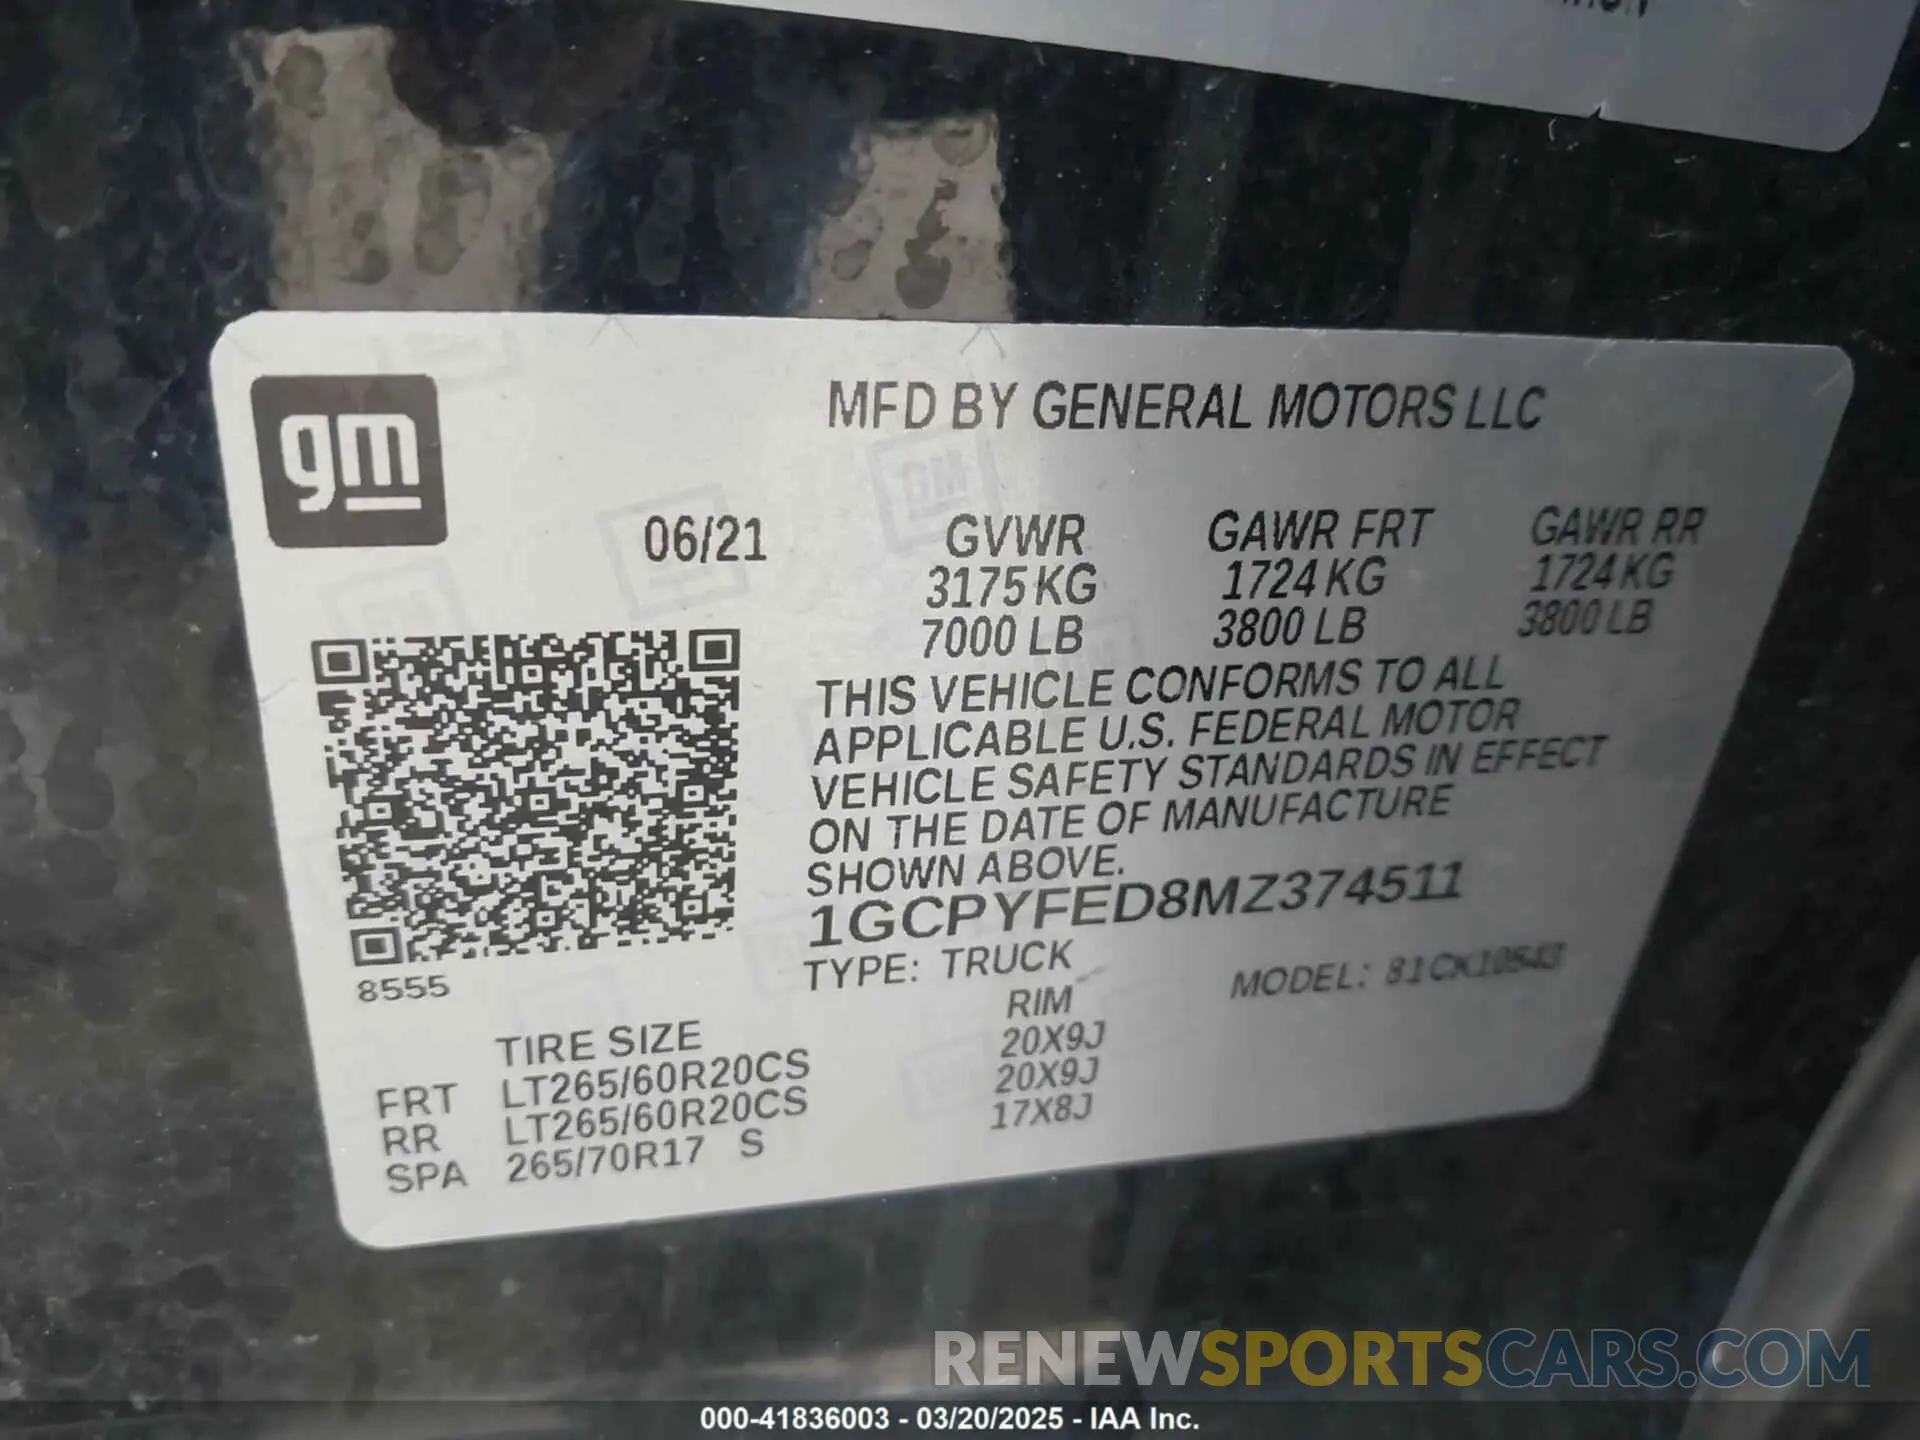 gm
MFD BY GENERAL MOTORS LLC
06/21
GVWR GAWR FRT GAWR RR
3175 KG 1724 KG 1724 KG
7000 LB 3800 LB 3800 LB
THIS VEHICLE CONFORMS TO ALL
APPLICABLE U.S. FEDERAL MOTOR
VEHICLE SAFETY STANDARDS IN EFFECT
ON THE DATE OF MANUFACTURE
SHOWN ABOVE.
1GCPYFED8MZ374511
8555
TYPE: TRUCK MODEL: 81CK10543
TIRE SIZE RIM
FRT LT265/60R20CS 20X9J
RR LT265/60R20CS 20X9J
SPA 265/70R17 S 17X8J
RENEWSPORTSCARS.COM
000-41836003 - 03/20/2025 - IAA Inc.